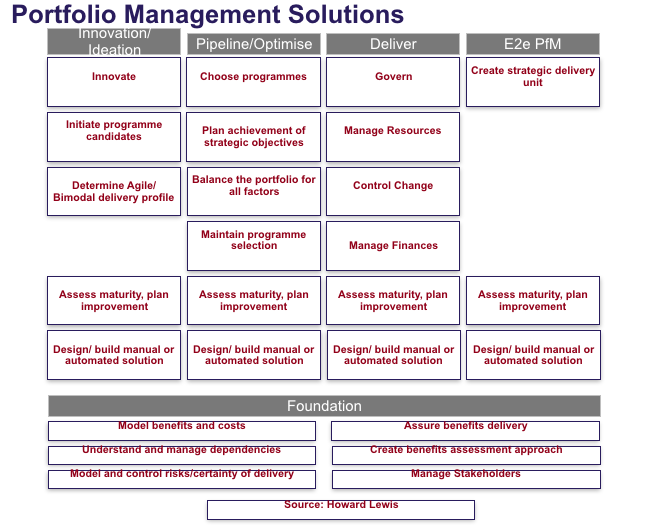 Portfolio Management Solutions
Innovation/
Ideation
Pipeline/Optimise
Deliver
E2e PfM
Innovate
Choose programmes
Govern
Create strategic delivery
unit
Initiate programme
candidates
Plan achievement of
strategic objectives
Manage Resources
Determine Agile/
Bimodal delivery profile
Balance the portfolio for
all factors
Control Change
Maintain programme
selection
Manage Finances
Assess maturity, plan
improvement
Assess maturity, plan
improvement
Assess maturity, plan
improvement
Assess maturity, plan
improvement
Design/ build manual or
automated solution
Design/ build manual or
automated solution
Design/ build manual or
automated solution
Design/ build manual or
automated solution
Foundation
Model benefits and costs
Assure benefits delivery
Understand and manage dependencies
Create benefits assessment approach
Model and control risks/certainty of delivery
Manage Stakeholders
Source: Howard Lewis